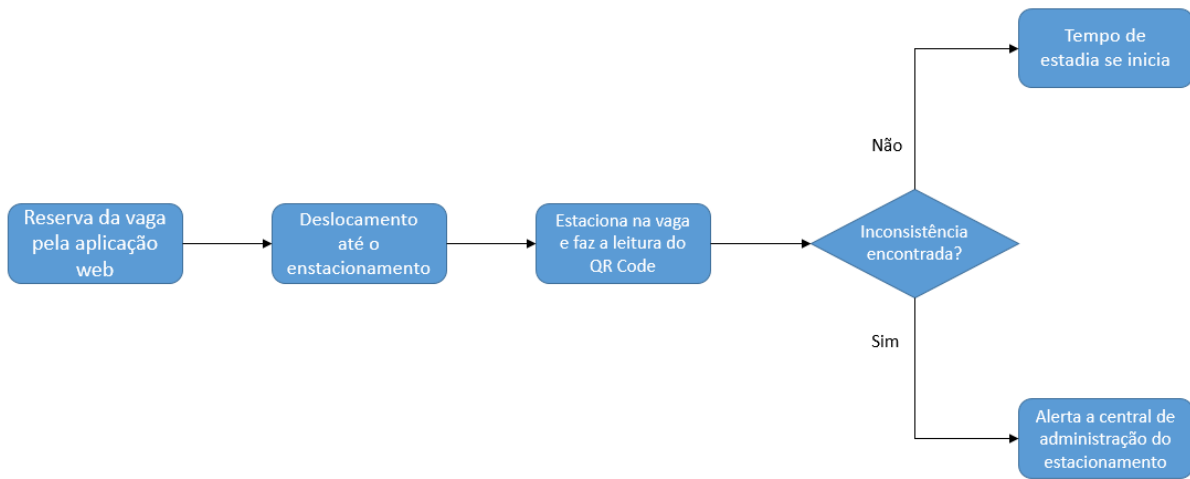 Reserva da vaga
pela aplicação
web
Deslocamento
até o
enstacionamento
Estaciona na vaga
e faz a leitura do
QR Code
Inconsistência
encontrada?
Não
Tempo de
estadia se inicia
Sim
Alerta a central de
administração do
estacionamento